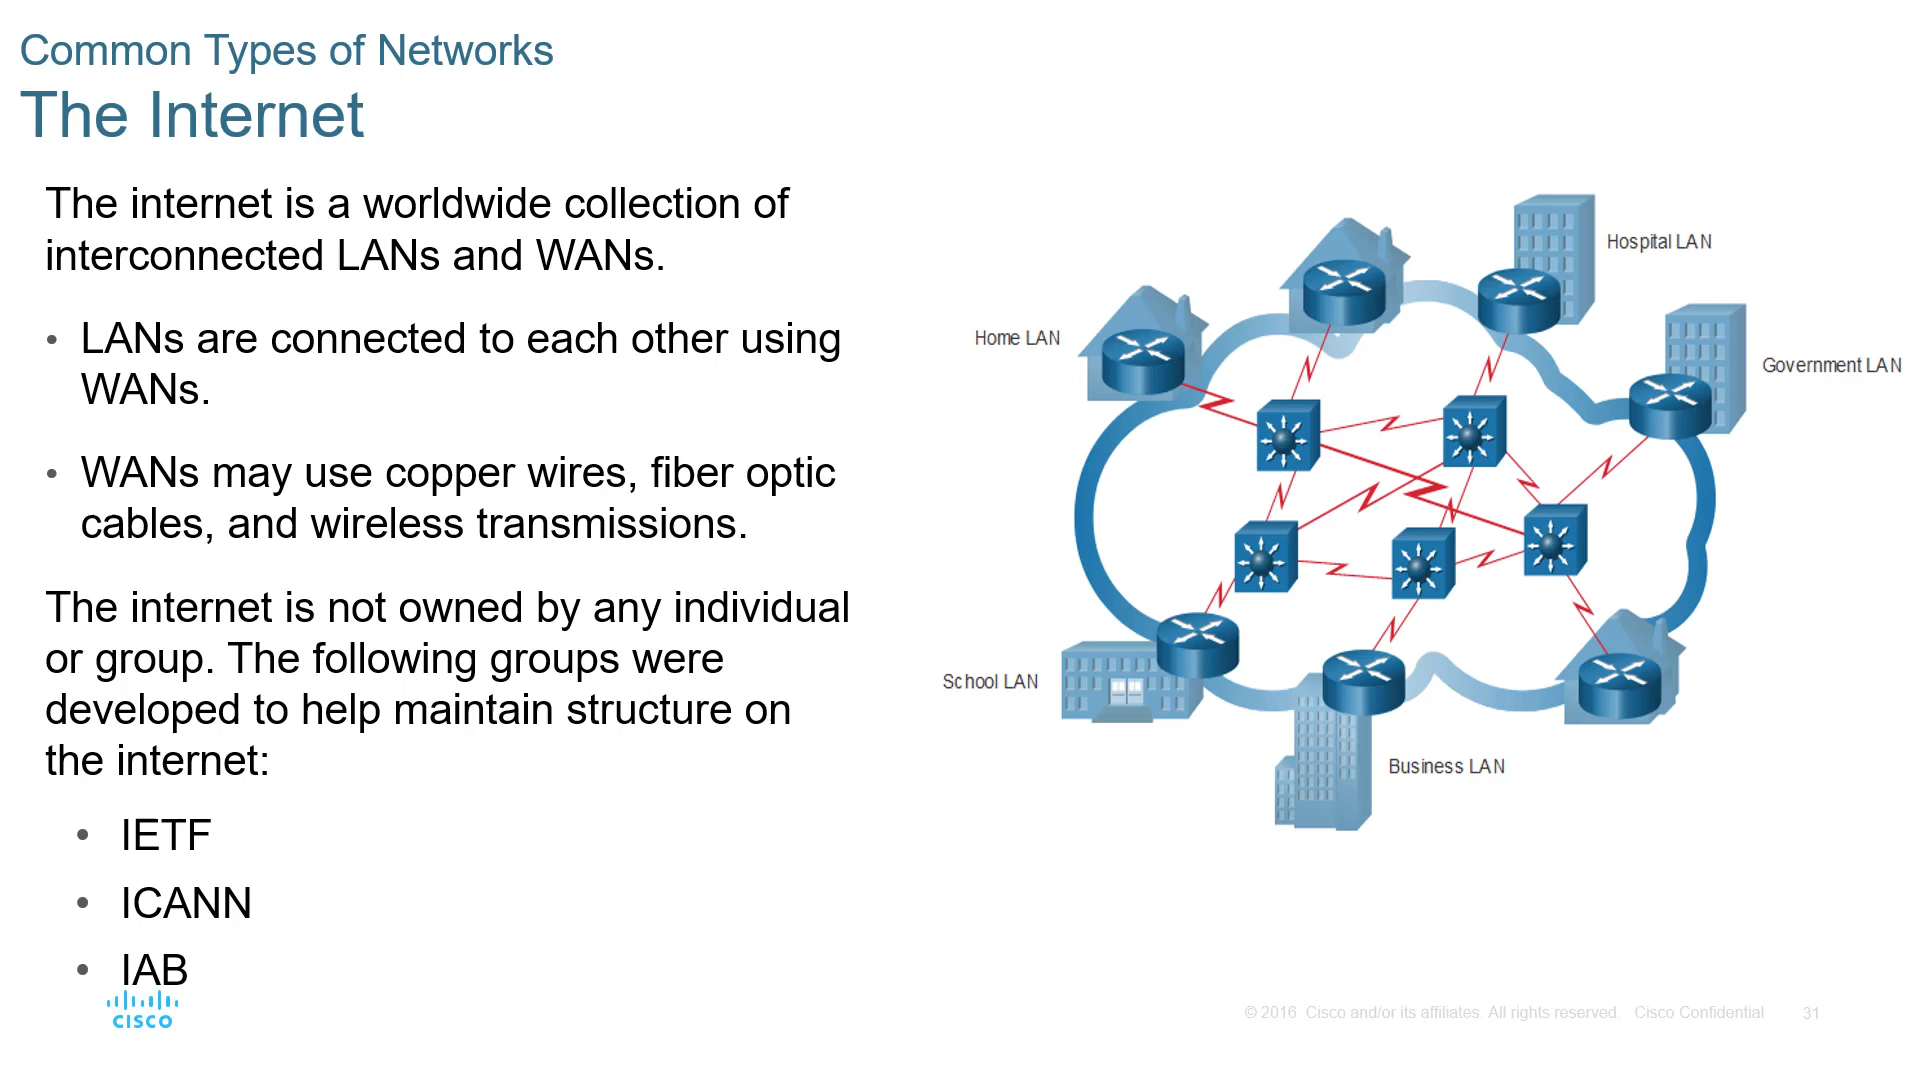 Common Types of Networks
The Internet
The internet is a worldwide collection of
interconnected LANs and WANs.
• LANs are connected to each other using
WANs.
• WANs may use copper wires, fiber optic
cables, and wireless transmissions.
The internet is not owned by any individual
or group. The following groups were
developed to help maintain structure on
the internet:
• IETF
• ICANN
• IAB
Hospital LAN
Home LAN
Government LAN
School LAN
Business LAN
CISCO
© 2016 Cisco and/or its affiliates. All rights reserved. Cisco Confidential
31